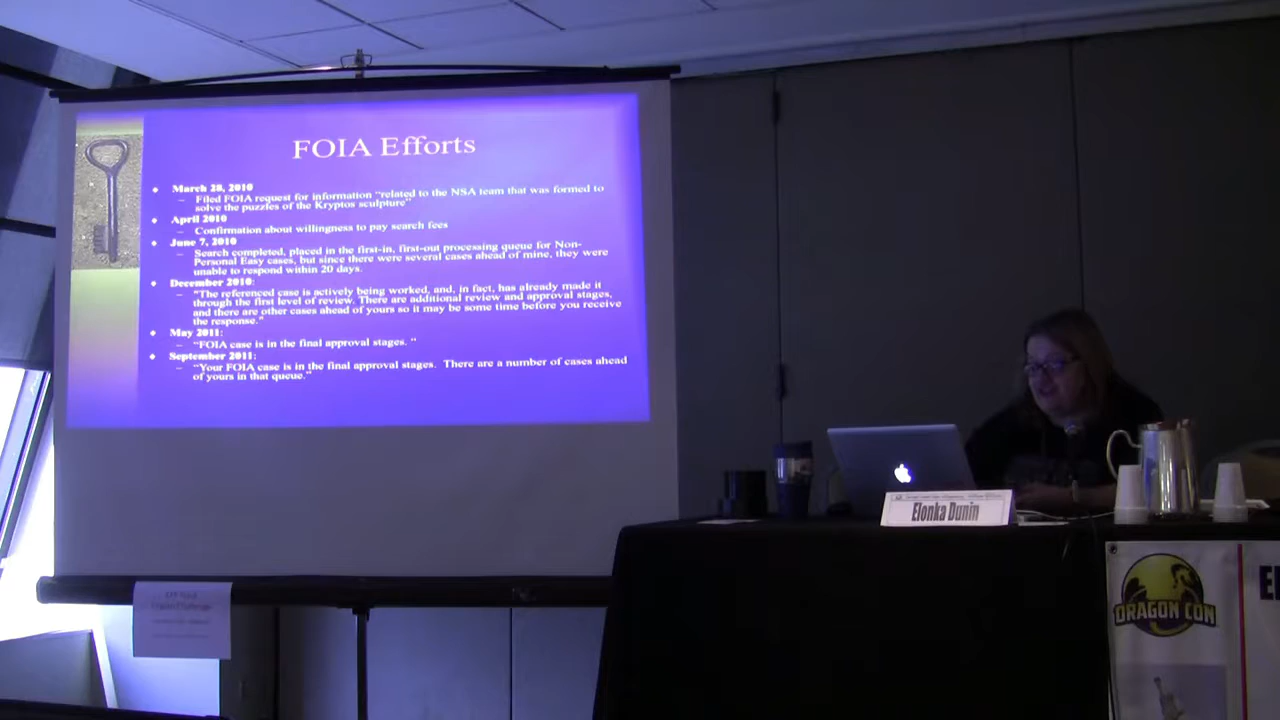 FOIA Efforts
March 28, 2010
– Filed FOIA request for information "related to the NSA team that was formed to
solve the puzzles of the Kryptos sculpture"
April 2010
– Confirmation about willingness to pay search fees
June 7, 2010
– Search completed, placed in the first-in, first-out processing queue for Non-
Personal Easy cases, but since there were several cases ahead of mine, they were
unable to respond within 20 days.
December 2010:
– "The referenced case is actively being worked, and, in fact, has already made it
through the first level of review. There are additional review and approval stages,
and there are other cases ahead of yours so it may be some time before you receive
the response."
May 2011:
– "FOIA case is in the final approval stages. "
September 2011:
– "Your FOIA case is in the final approval stages. There are a number of cases ahead
of yours in that queue."
Elonka Dunin
DRAGON CON